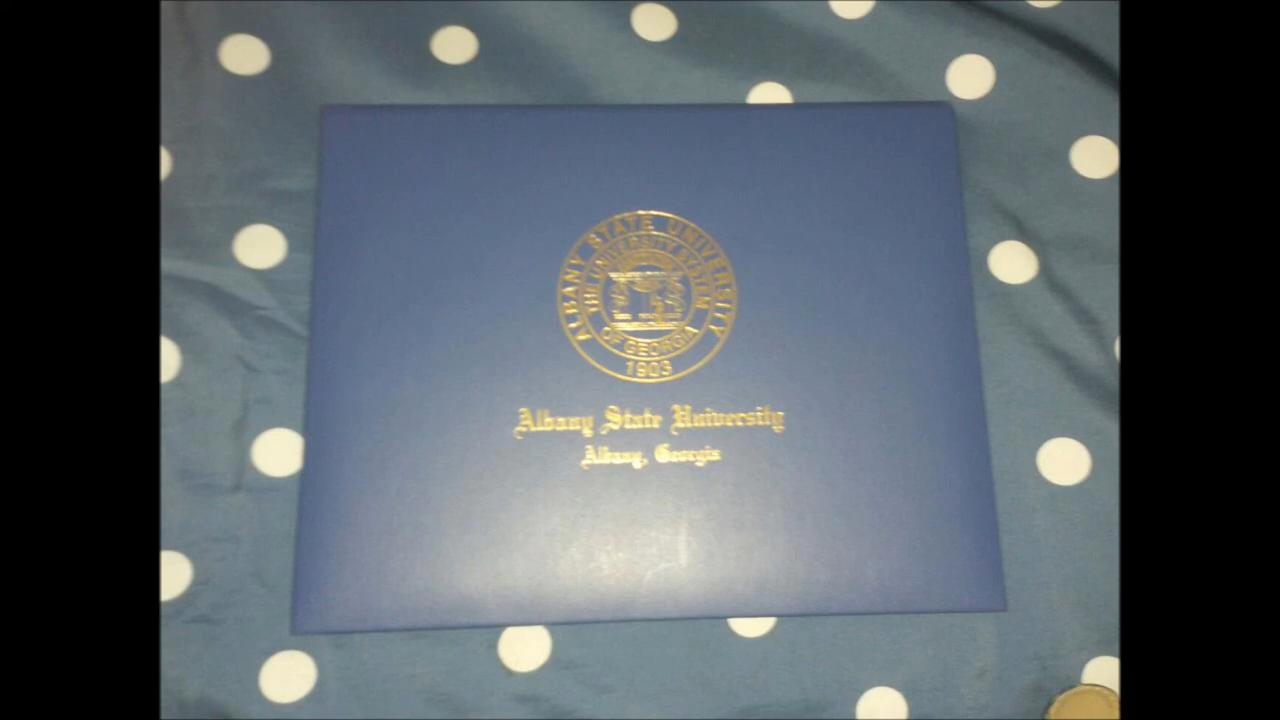 ALBANY STATE UNIVERSITY
THE UNIVERSITY SYSTEM
OF GEORGIA
1903
Albany State University
Albany, Georgia